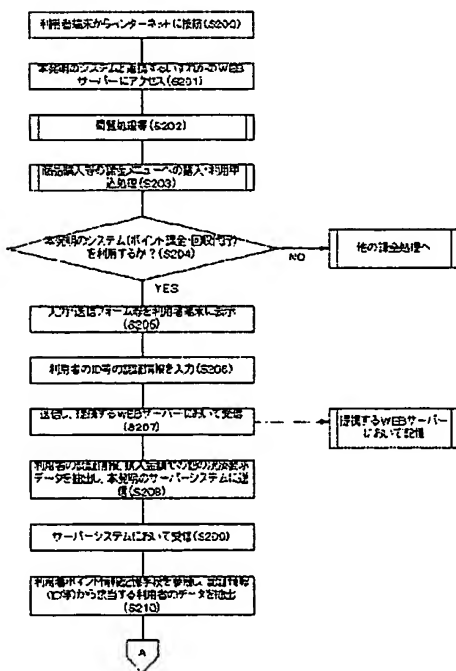 利用者端末からインターネットに接続(S200)
本発明のシステムと連携するいずれかのWEB
サーバーにアクセス(S201)
閲覧処理等(S202)
商品購入等の課金メニューへの購入・利用申
込処理(S203)
本発明のシステム(ポイント課金・回収代行)
を利用するか?(S204)
NO
他の課金処理へ
YES
入力・送信フォーム等を利用者端末に表示
(S205)
利用者のID等の認証情報を入力(S206)
送信し、提携するWEBサーバーにおいて受信
(S207)
提携するWEBサーバー
において記憶
利用者の認証情報、購入金額その他の決済要求
データを抽出し、本発明のサーバーシステムに送
信(S208)
サーバーシステムにおいて受信(S209)
利用者ポイント情報記憶手段を参照し、認証情報
(ID等)から該当する利用者のデータを抽出
(S210)
A